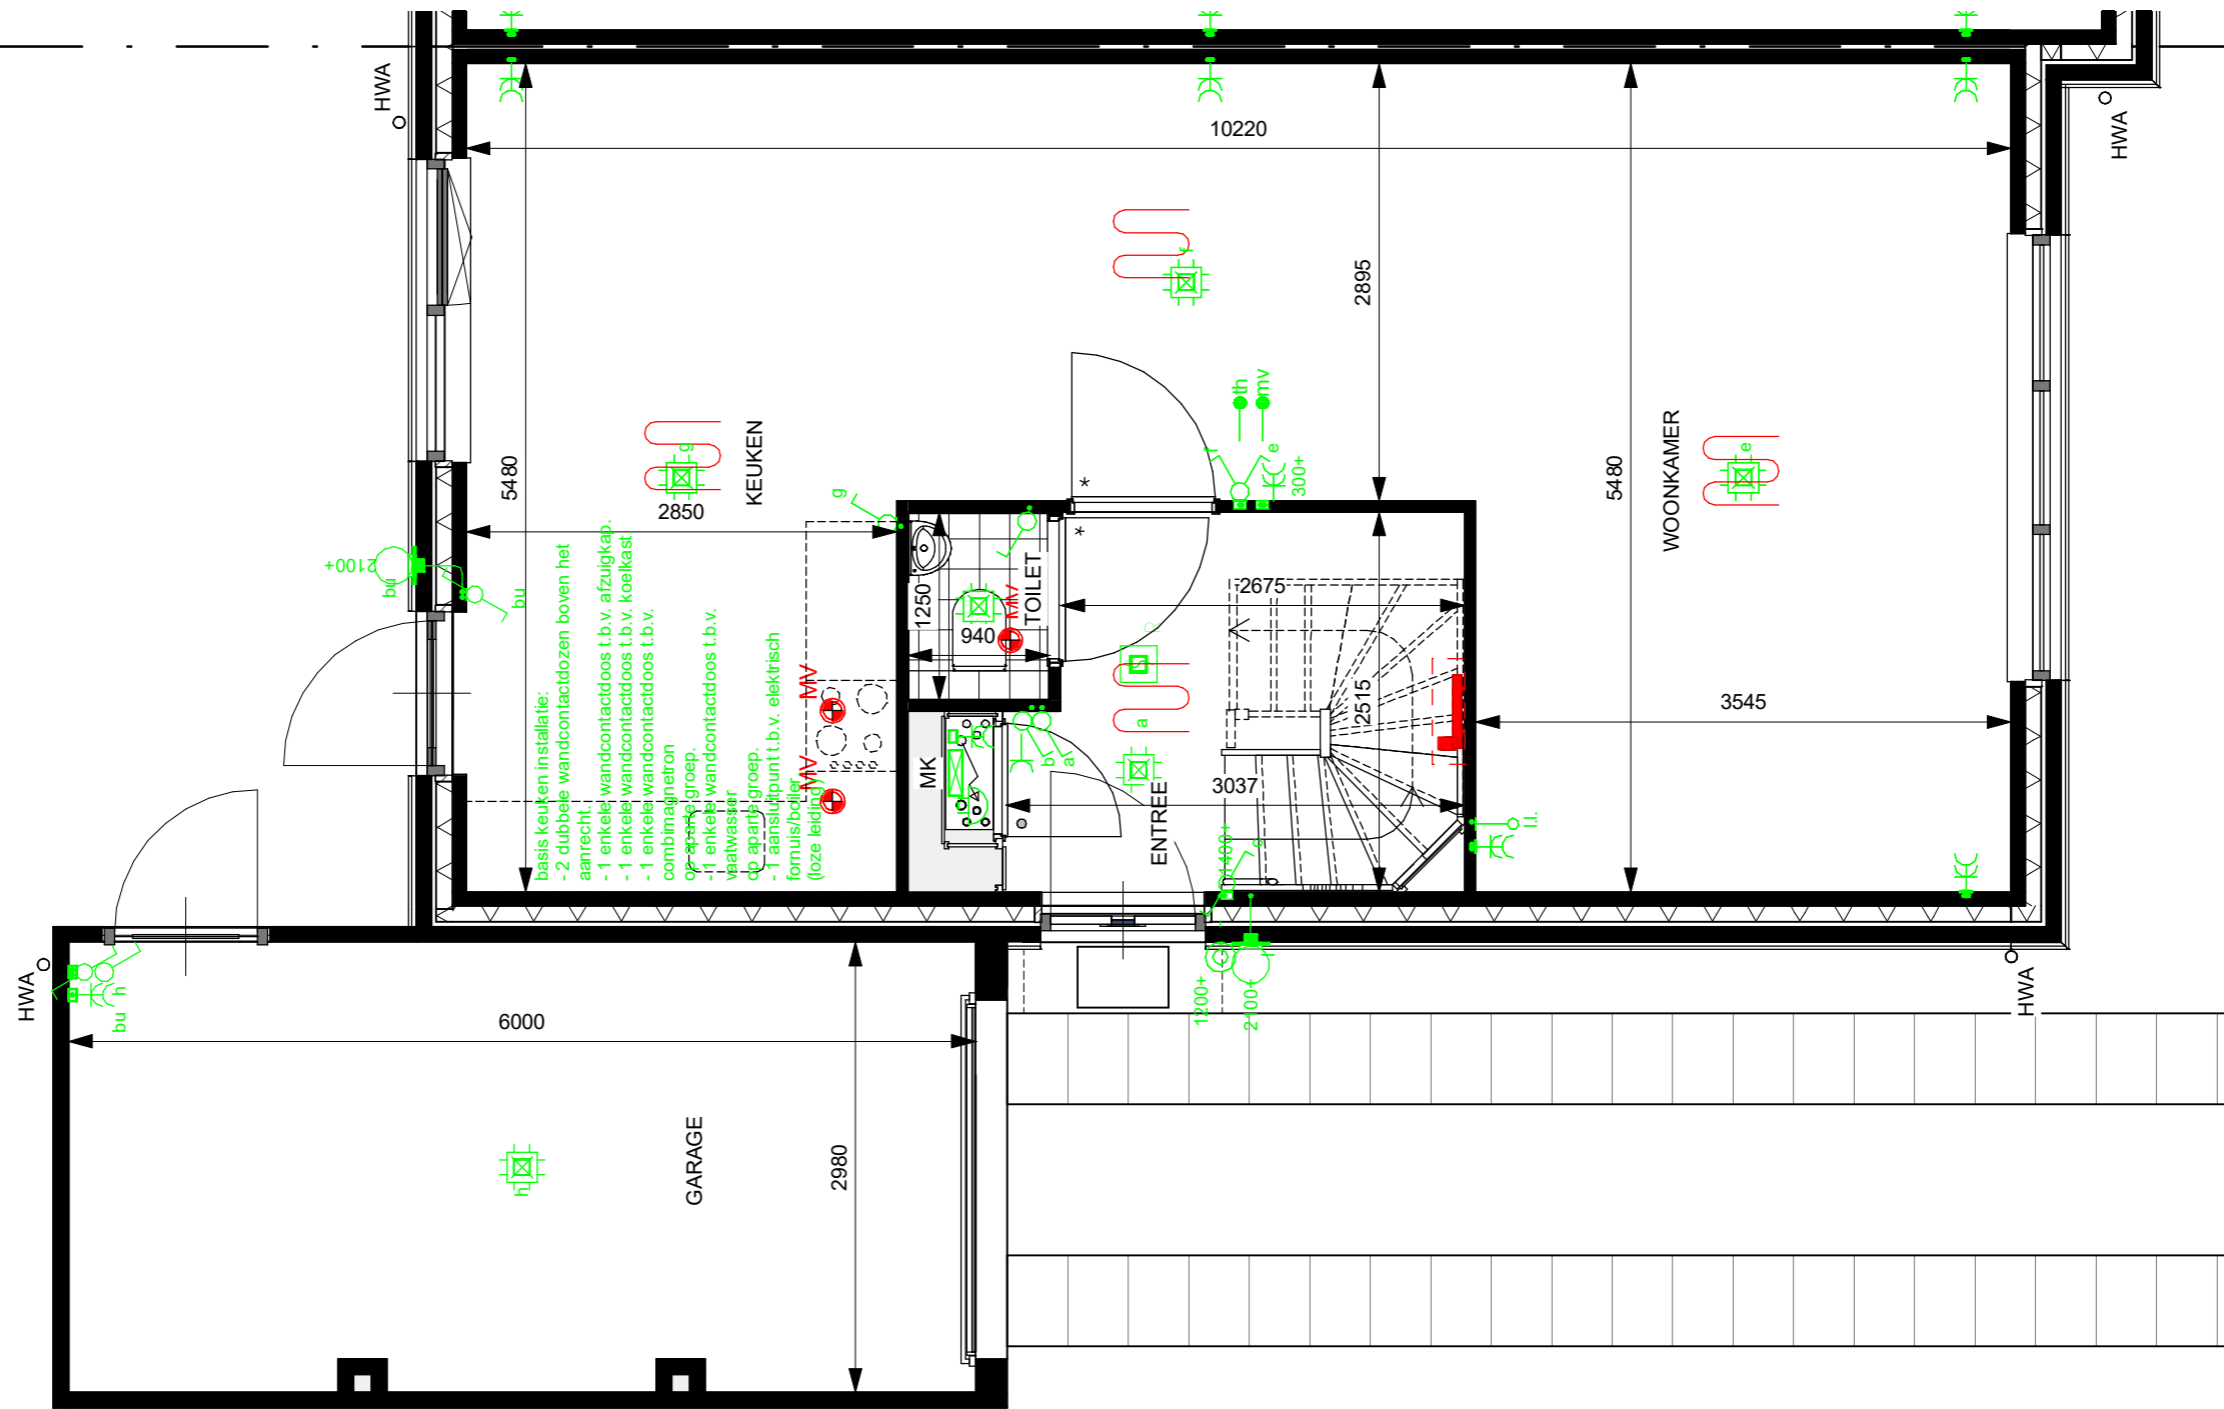 HWA
HWA
10220
2895
f
th
mv
f
e
300+
KEUKEN
g
2850
5480
g
5480
WOONKAMER
e
2100+
bu
bu
basis keuken installatie:
- 2 dubbele wandcontactdozen boven het
aanrecht.
- 1 enkele wandcontactdoos t.b.v. afzuigkap.
- 1 enkele wandcontactdoos t.b.v. koelkast
- 1 enkele wandcontactdoos t.b.v.
combimagnetron
op aparte groep.
- 1 enkele wandcontactdoos t.b.v.
vaatwasser
op aparte groep.
- 1 aansluitpunt t.b.v. elektrisch
fornuis/boiler
(loze leiding)
MV
MV
1250
940
MV
TOILET
*
*
2675
S
2515
3545
MK
b
a
a
3037
ENTREE
1400+
l.l.
1200+
2100+
HWA
HWA
bu
h
6000
GARAGE
2980
h